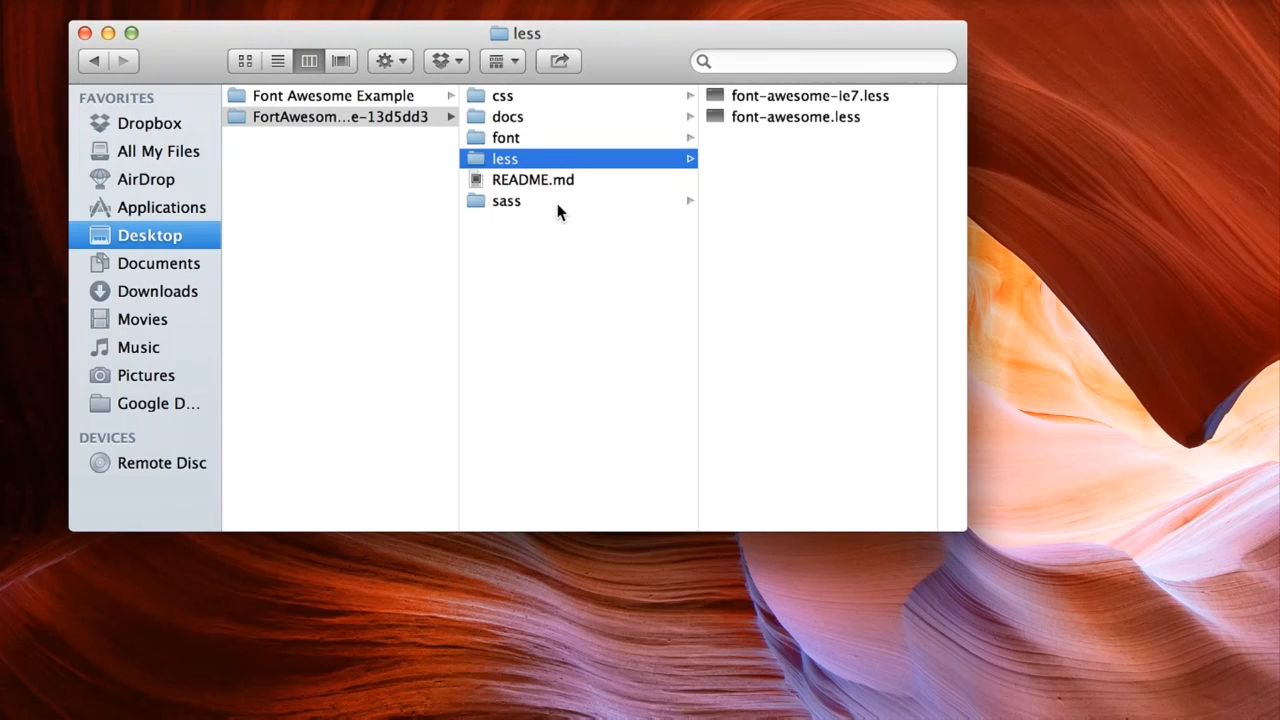 less
FAVORITES
Dropbox
All My Files
AirDrop
Applications
Desktop
Documents
Downloads
Movies
Music
Pictures
Google D...
DEVICES
Remote Disc
Font Awesome Example
FortAwesom...e-13d5dd3
css
docs
font
less
README.md
sass
font-awesome-ie7.less
font-awesome.less